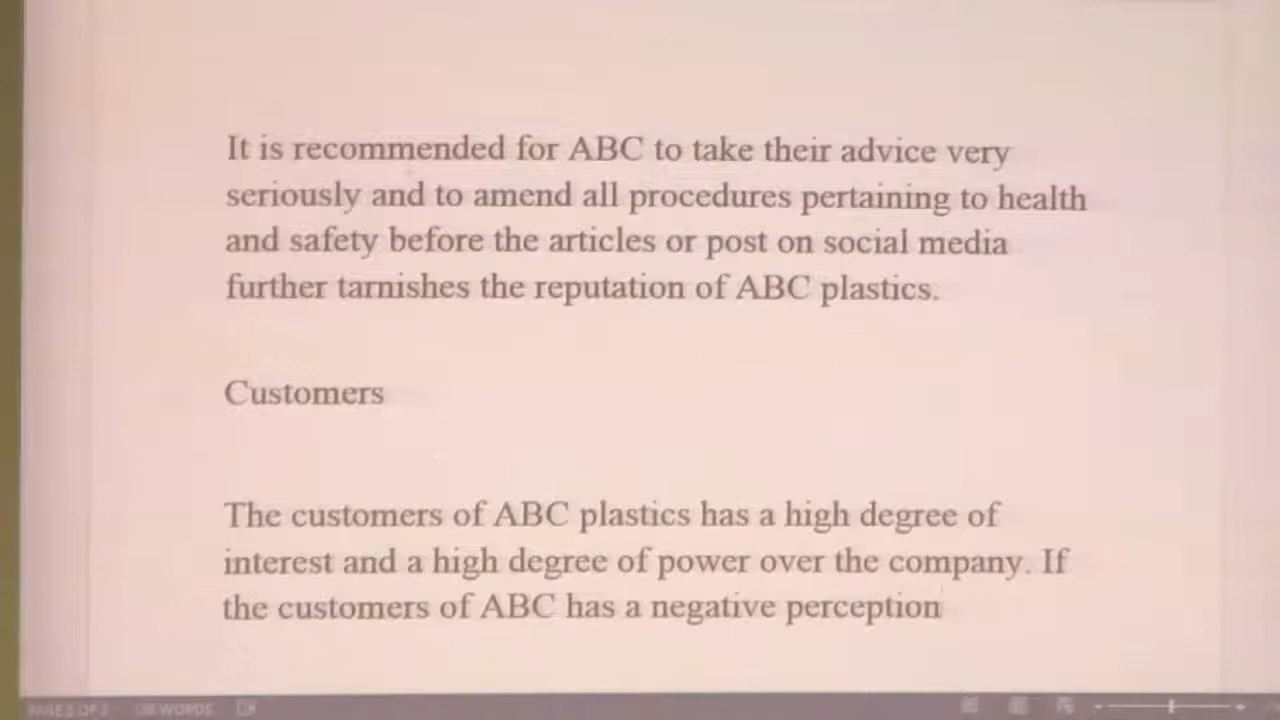 It is recommended for ABC to take their advice very
seriously and to amend all procedures pertaining to health
and safety before the articles or post on social media
further tarnishes the reputation of ABC plastics.
Customers
The customers of ABC plastics has a high degree of
interest and a high degree of power over the company. If
the customers of ABC has a negative perception
WORDS